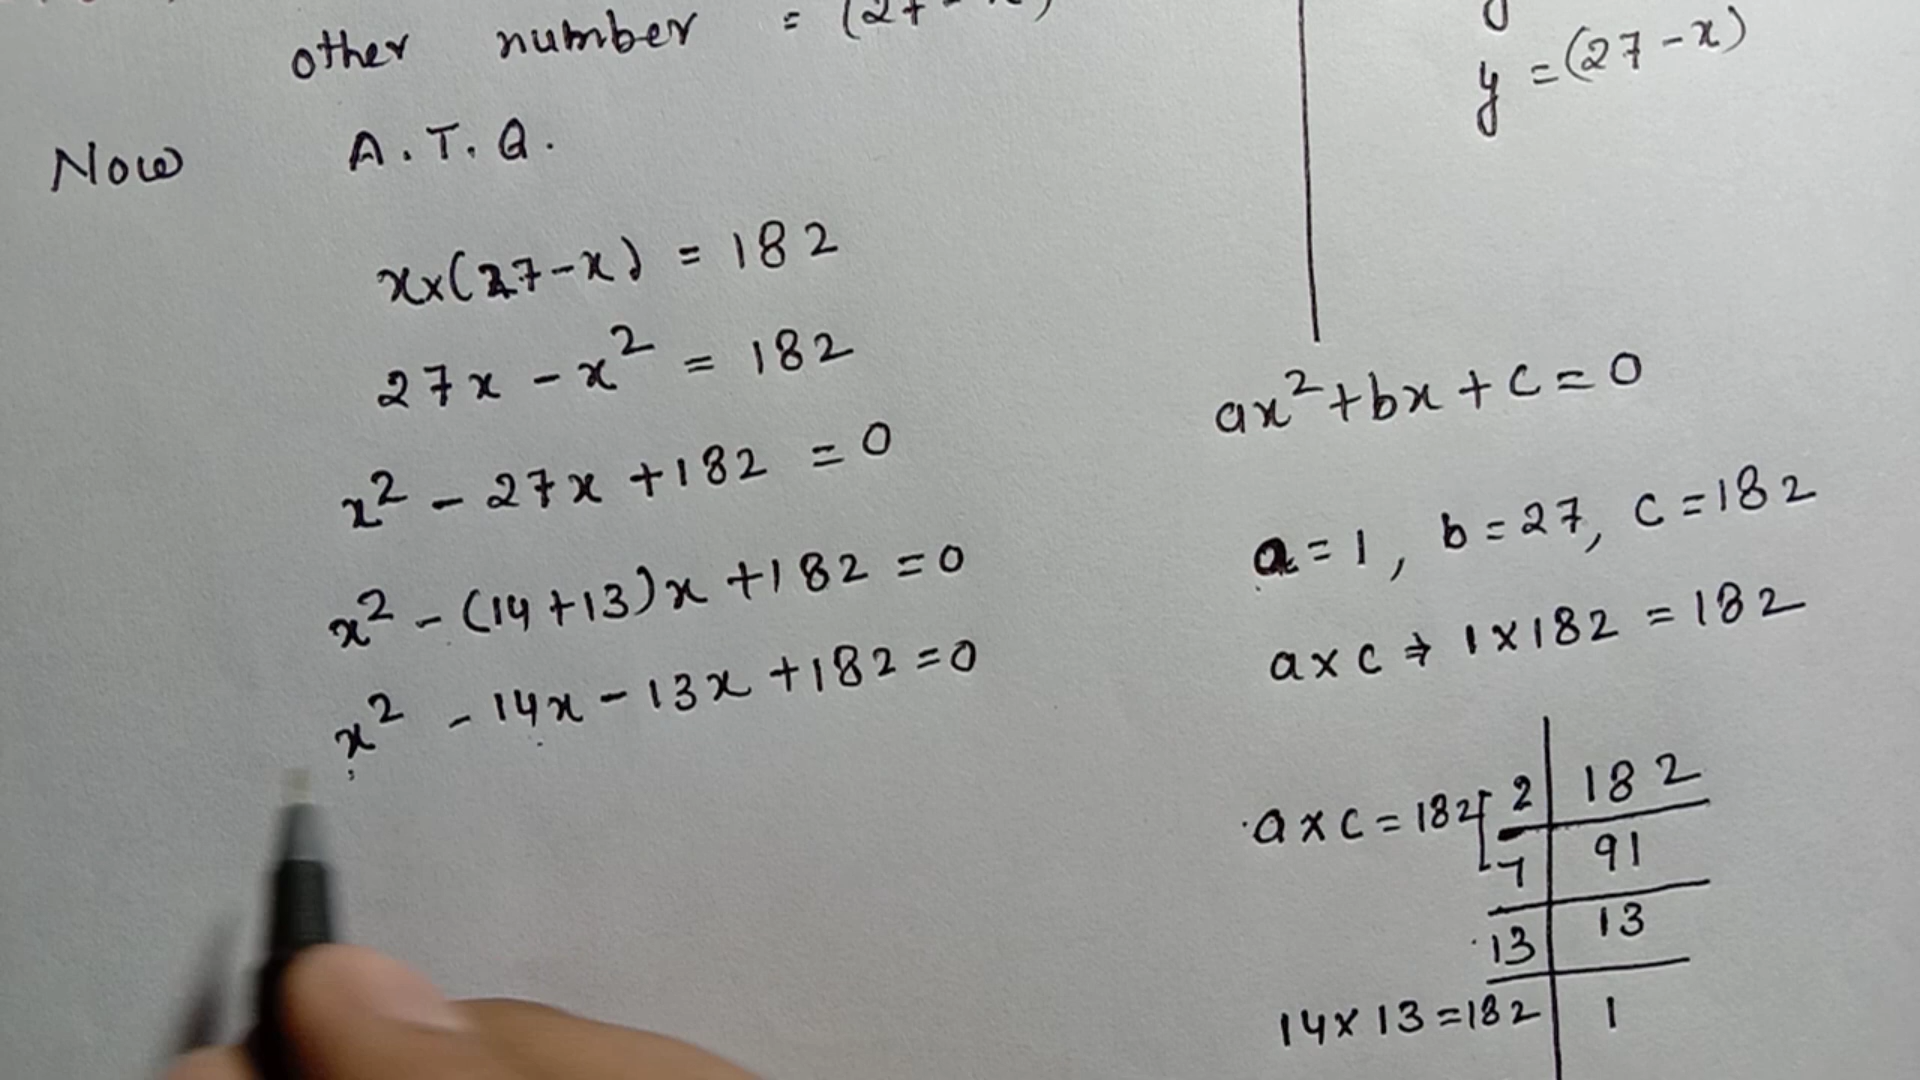 other number = (27-x)
Now A.T.Q.
x×(27-x) = 182
27x - x² = 182
x² - 27x + 182 = 0
x² - (14+13)x + 182 = 0
x² - 14x - 13x + 182 = 0
y
y = (27-x)
ax² + bx + c = 0
a = 1, b = 27, c = 182
a×c → 1×182 = 182
a×c = 182 2 | 182
7 | 91
13 | 13
14×13 = 182 | 1